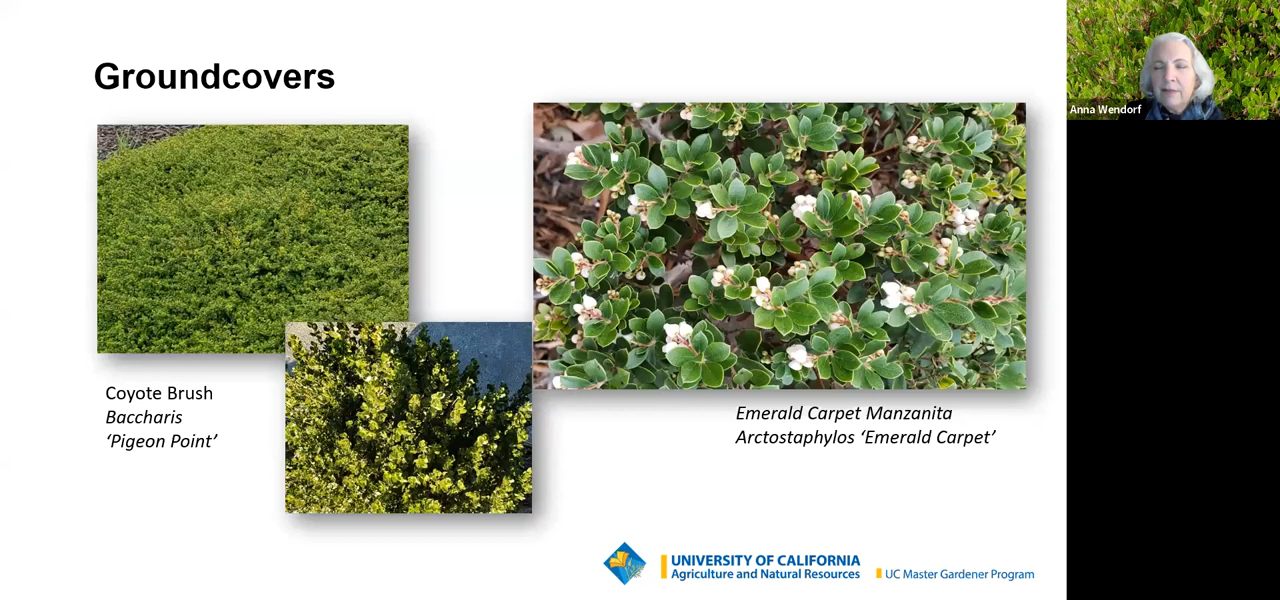 Groundcovers
Anna Wendorf
Coyote Brush
Baccharis
‘Pigeon Point’
Emerald Carpet Manzanita
Arctostaphylos ‘Emerald Carpet’
UNIVERSITY OF CALIFORNIA
Agriculture and Natural Resources
UC Master Gardener Program